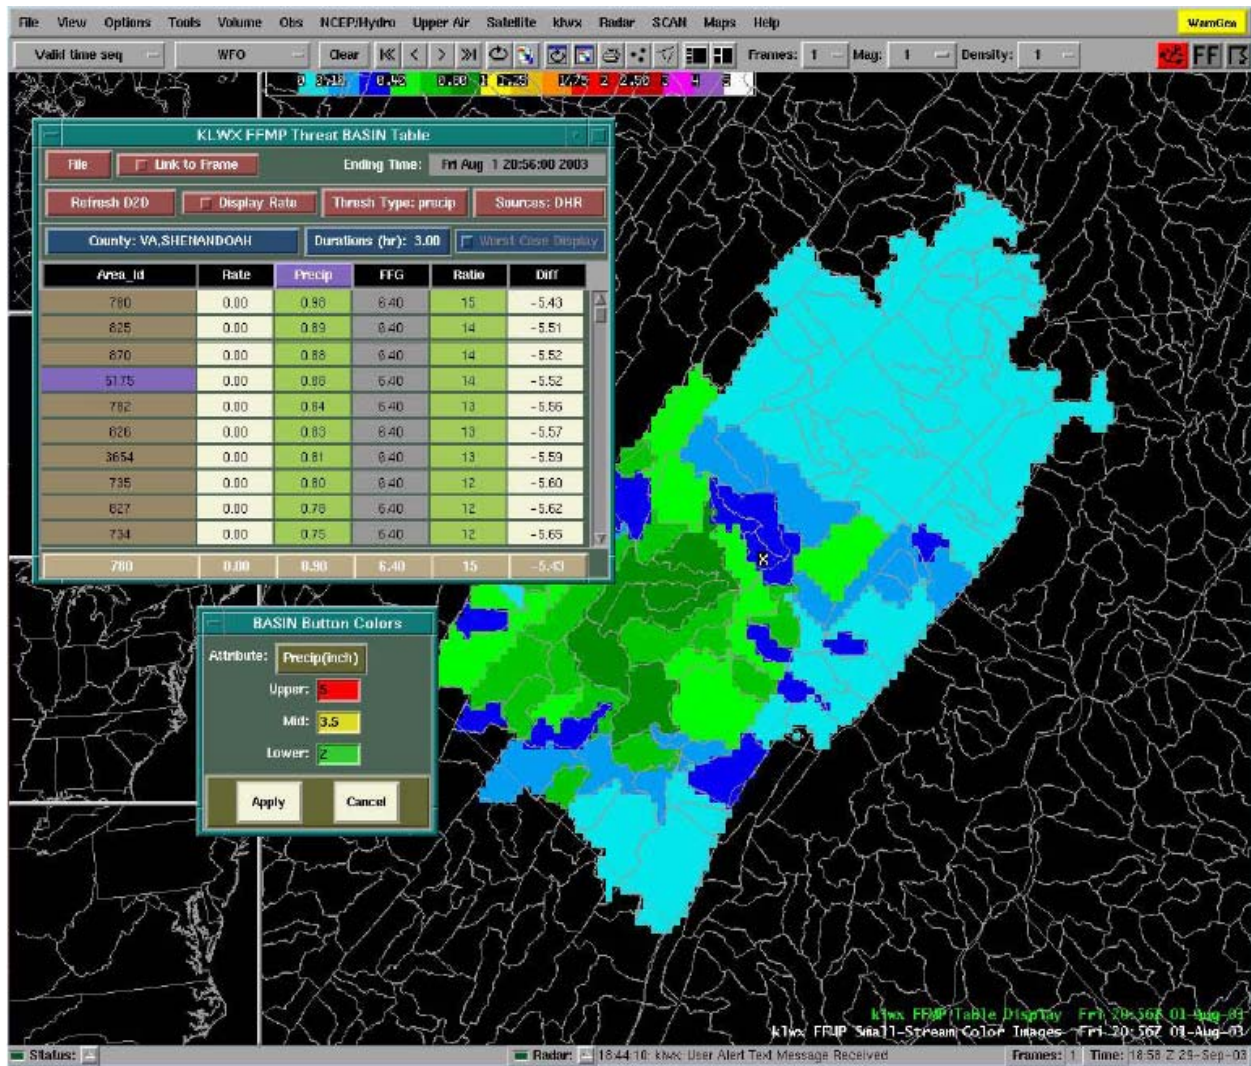 File View Options Tools Volume Obs NCEP/Hydro Upper Air Satellite klwx Radar SCAN Maps Help WarnGen
Valid time seq WFO Clear Frames: 1 Mag: 1 Density: 1 FF
KLWX FFMP Threat BASIN Table
File Link to Frame Ending Time: Fri Aug 1 20:56:00 2003
Refresh D2D Display Rate Thresh Type: precip Sources: DHR
County: VA,SHENANDOAH Durations (hr): 3.00 Worst Case Display
Area_Id Rate Precip FFG Ratio Diff
780 0.00 0.98 6.40 15 -5.43
825 0.00 0.89 6.40 14 -5.51
870 0.00 0.88 6.40 14 -5.52
5175 0.00 0.88 6.40 14 -5.52
782 0.00 0.84 6.40 13 -5.56
826 0.00 0.83 6.40 13 -5.57
3654 0.00 0.81 6.40 13 -5.59
735 0.00 0.80 6.40 12 -5.60
827 0.00 0.78 6.40 12 -5.62
734 0.00 0.75 6.40 12 -5.65
780 0.00 0.98 6.40 15 -5.43
BASIN Button Colors
Attribute: Precip(inch)
Upper: 5
Mid: 3.5
Lower: 2
Apply Cancel
X
klwx FFMP Table Display Fri 20:56Z 01-Aug-03
klwx FFMP Small-Stream Color Images Fri 20:56Z 01-Aug-03
Status: Radar: 18:44:10: klwx: User Alert Text Message Received Frames: 1 Time: 18:58 Z 29-Sep-03